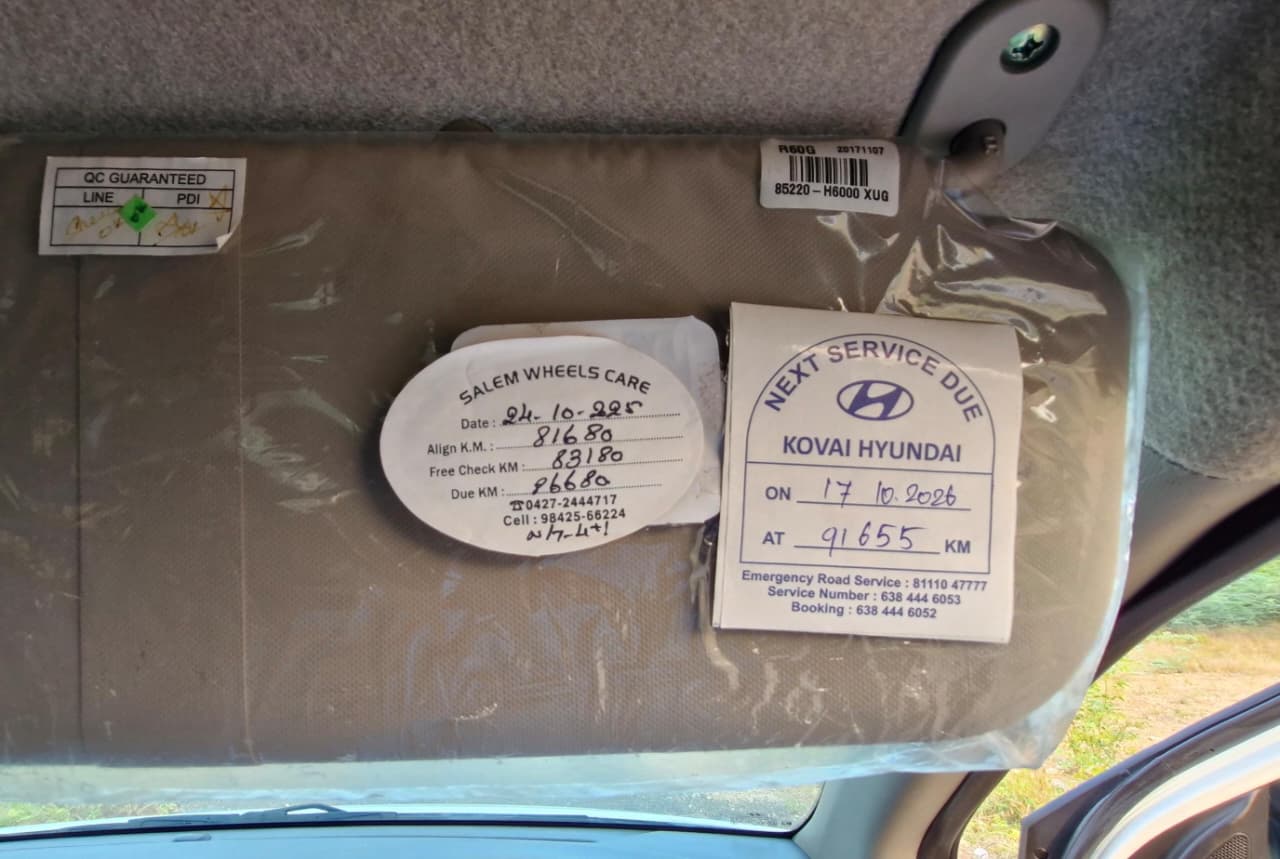 QC GUARANTEED
LINE PDI
OK
R60G 20171107
85220 - H6000 XUG
SALEM WHEELS CARE
Date : 24-10-225
Align K.M. : 81680
Free Check KM : 83180
Due KM : 86680
☎0427-2444717
Cell : 98425-66224
NEXT SERVICE DUE
KOVAI HYUNDAI
ON 17 10.2026
AT 91655 KM
Emergency Road Service : 81110 47777
Service Number : 638 444 6053
Booking : 638 444 6052